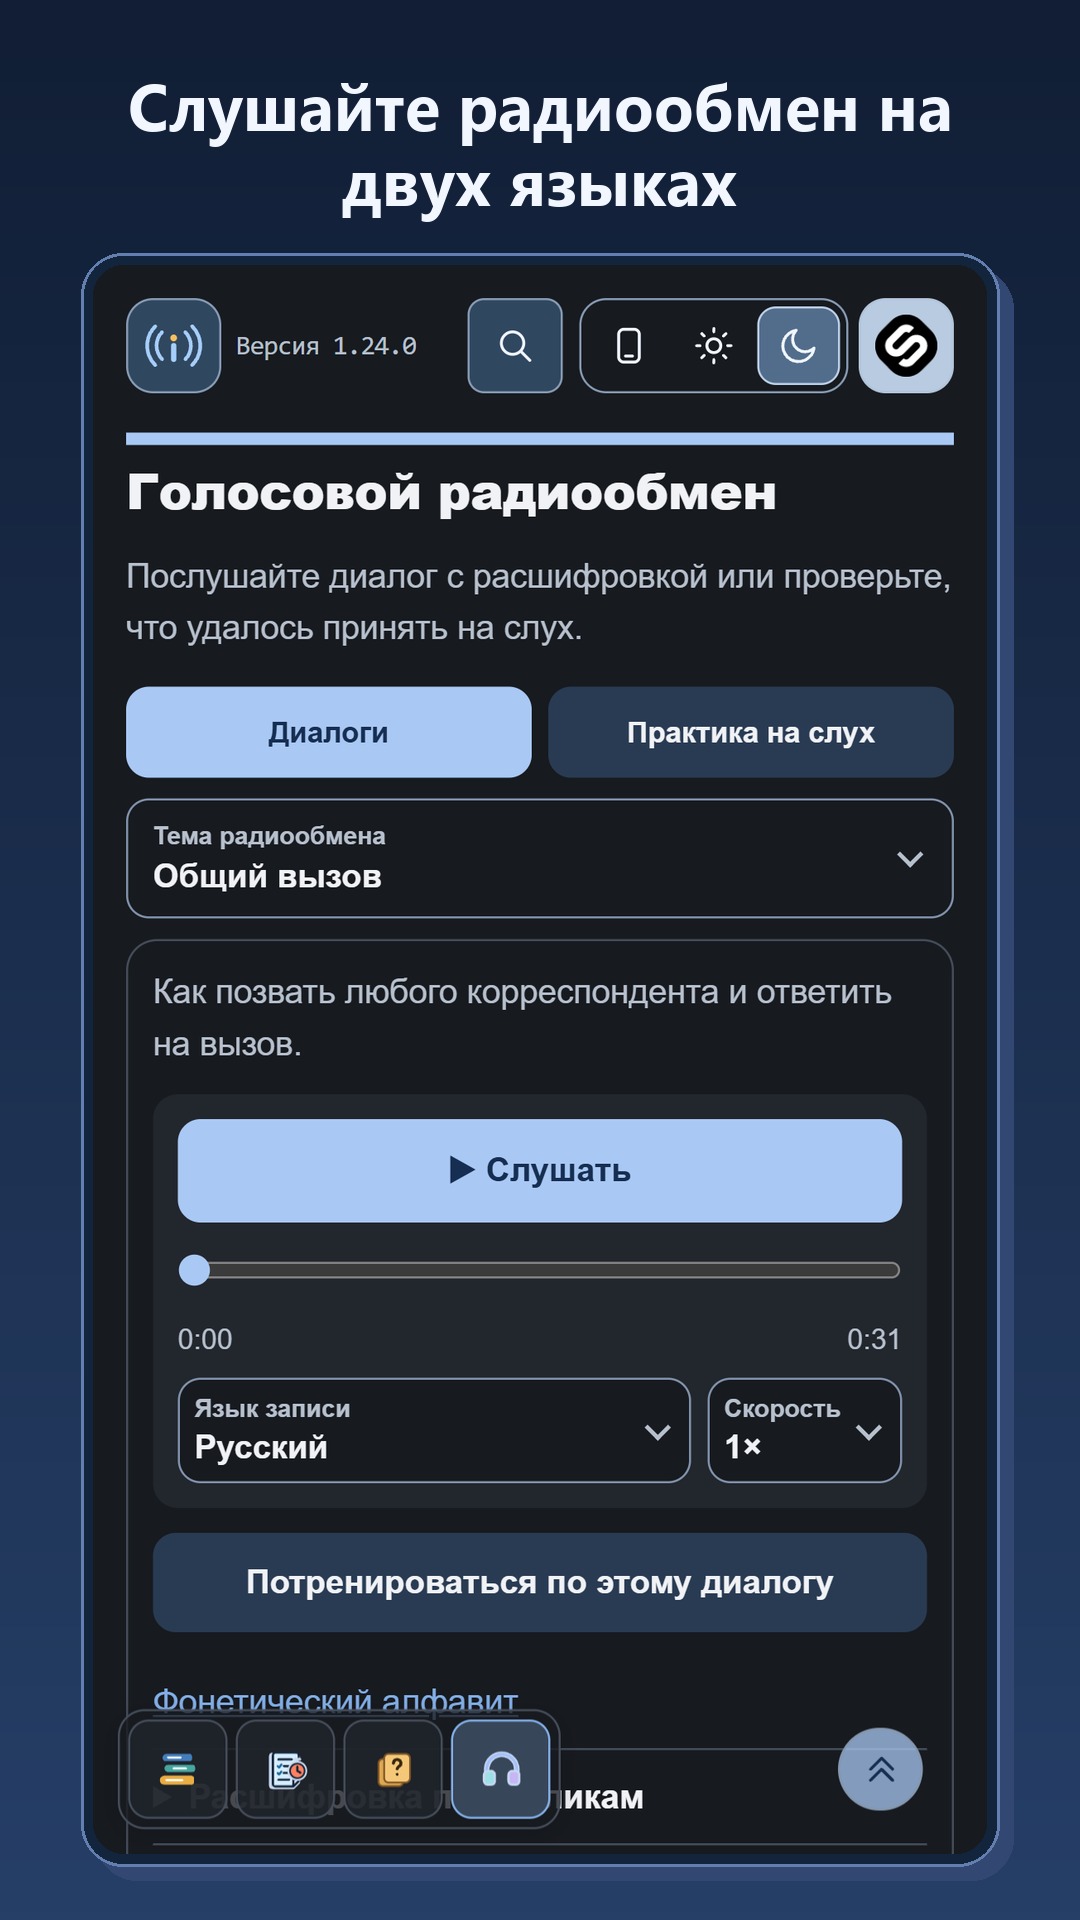 Слушайте радиообмен на
двух языках
Версия 1.24.0
Голосовой радиообмен
Послушайте диалог с расшифровкой или проверьте,
что удалось принять на слух.
Диалоги
Практика на слух
Тема радиообмена
Общий вызов
Как позвать любого корреспондента и ответить
на вызов.
▶ Слушать
0:00
0:31
Язык записи
Русский
Скорость
1×
Потренироваться по этому диалогу
Фонетический алфавит
Расшифровка